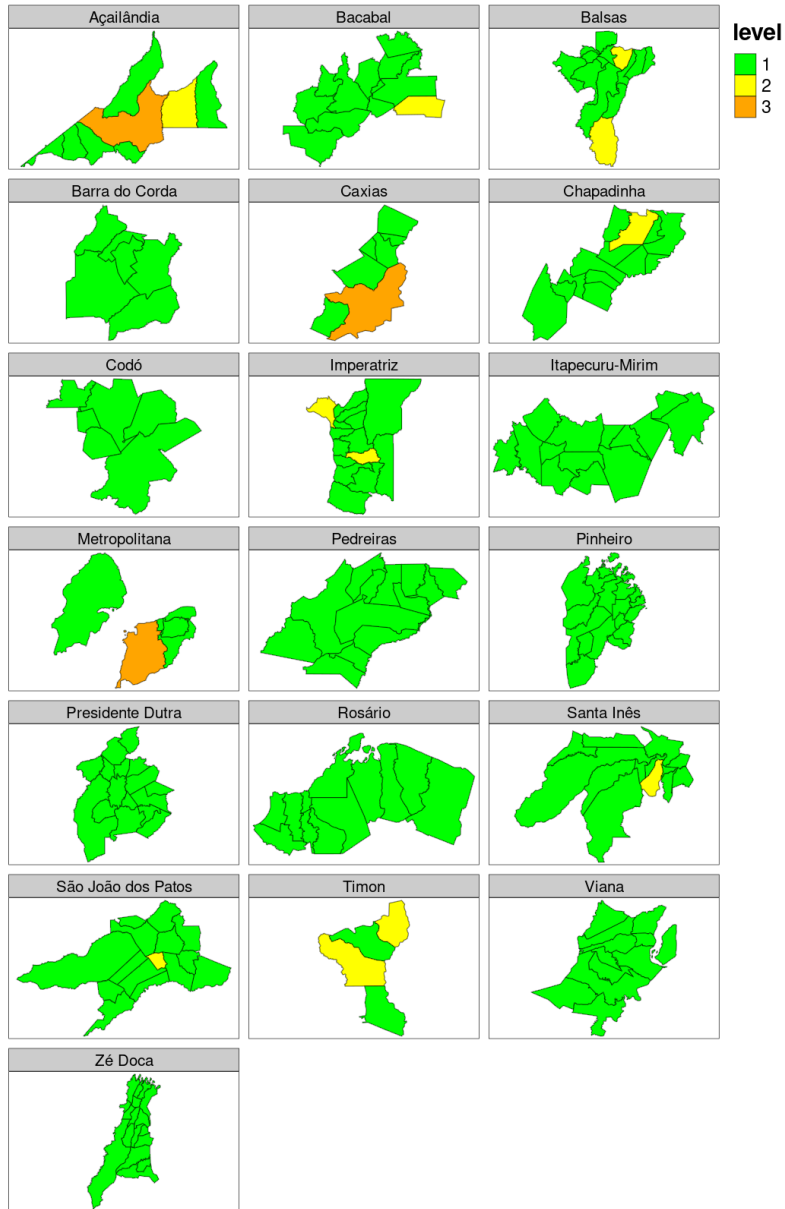 Açailândia
Bacabal
Balsas
level
1
2
3
Barra do Corda
Caxias
Chapadinha
Codó
Imperatriz
Itapecuru-Mirim
Metropolitana
Pedreiras
Pinheiro
Presidente Dutra
Rosário
Santa Inês
São João dos Patos
Timon
Viana
Zé Doca